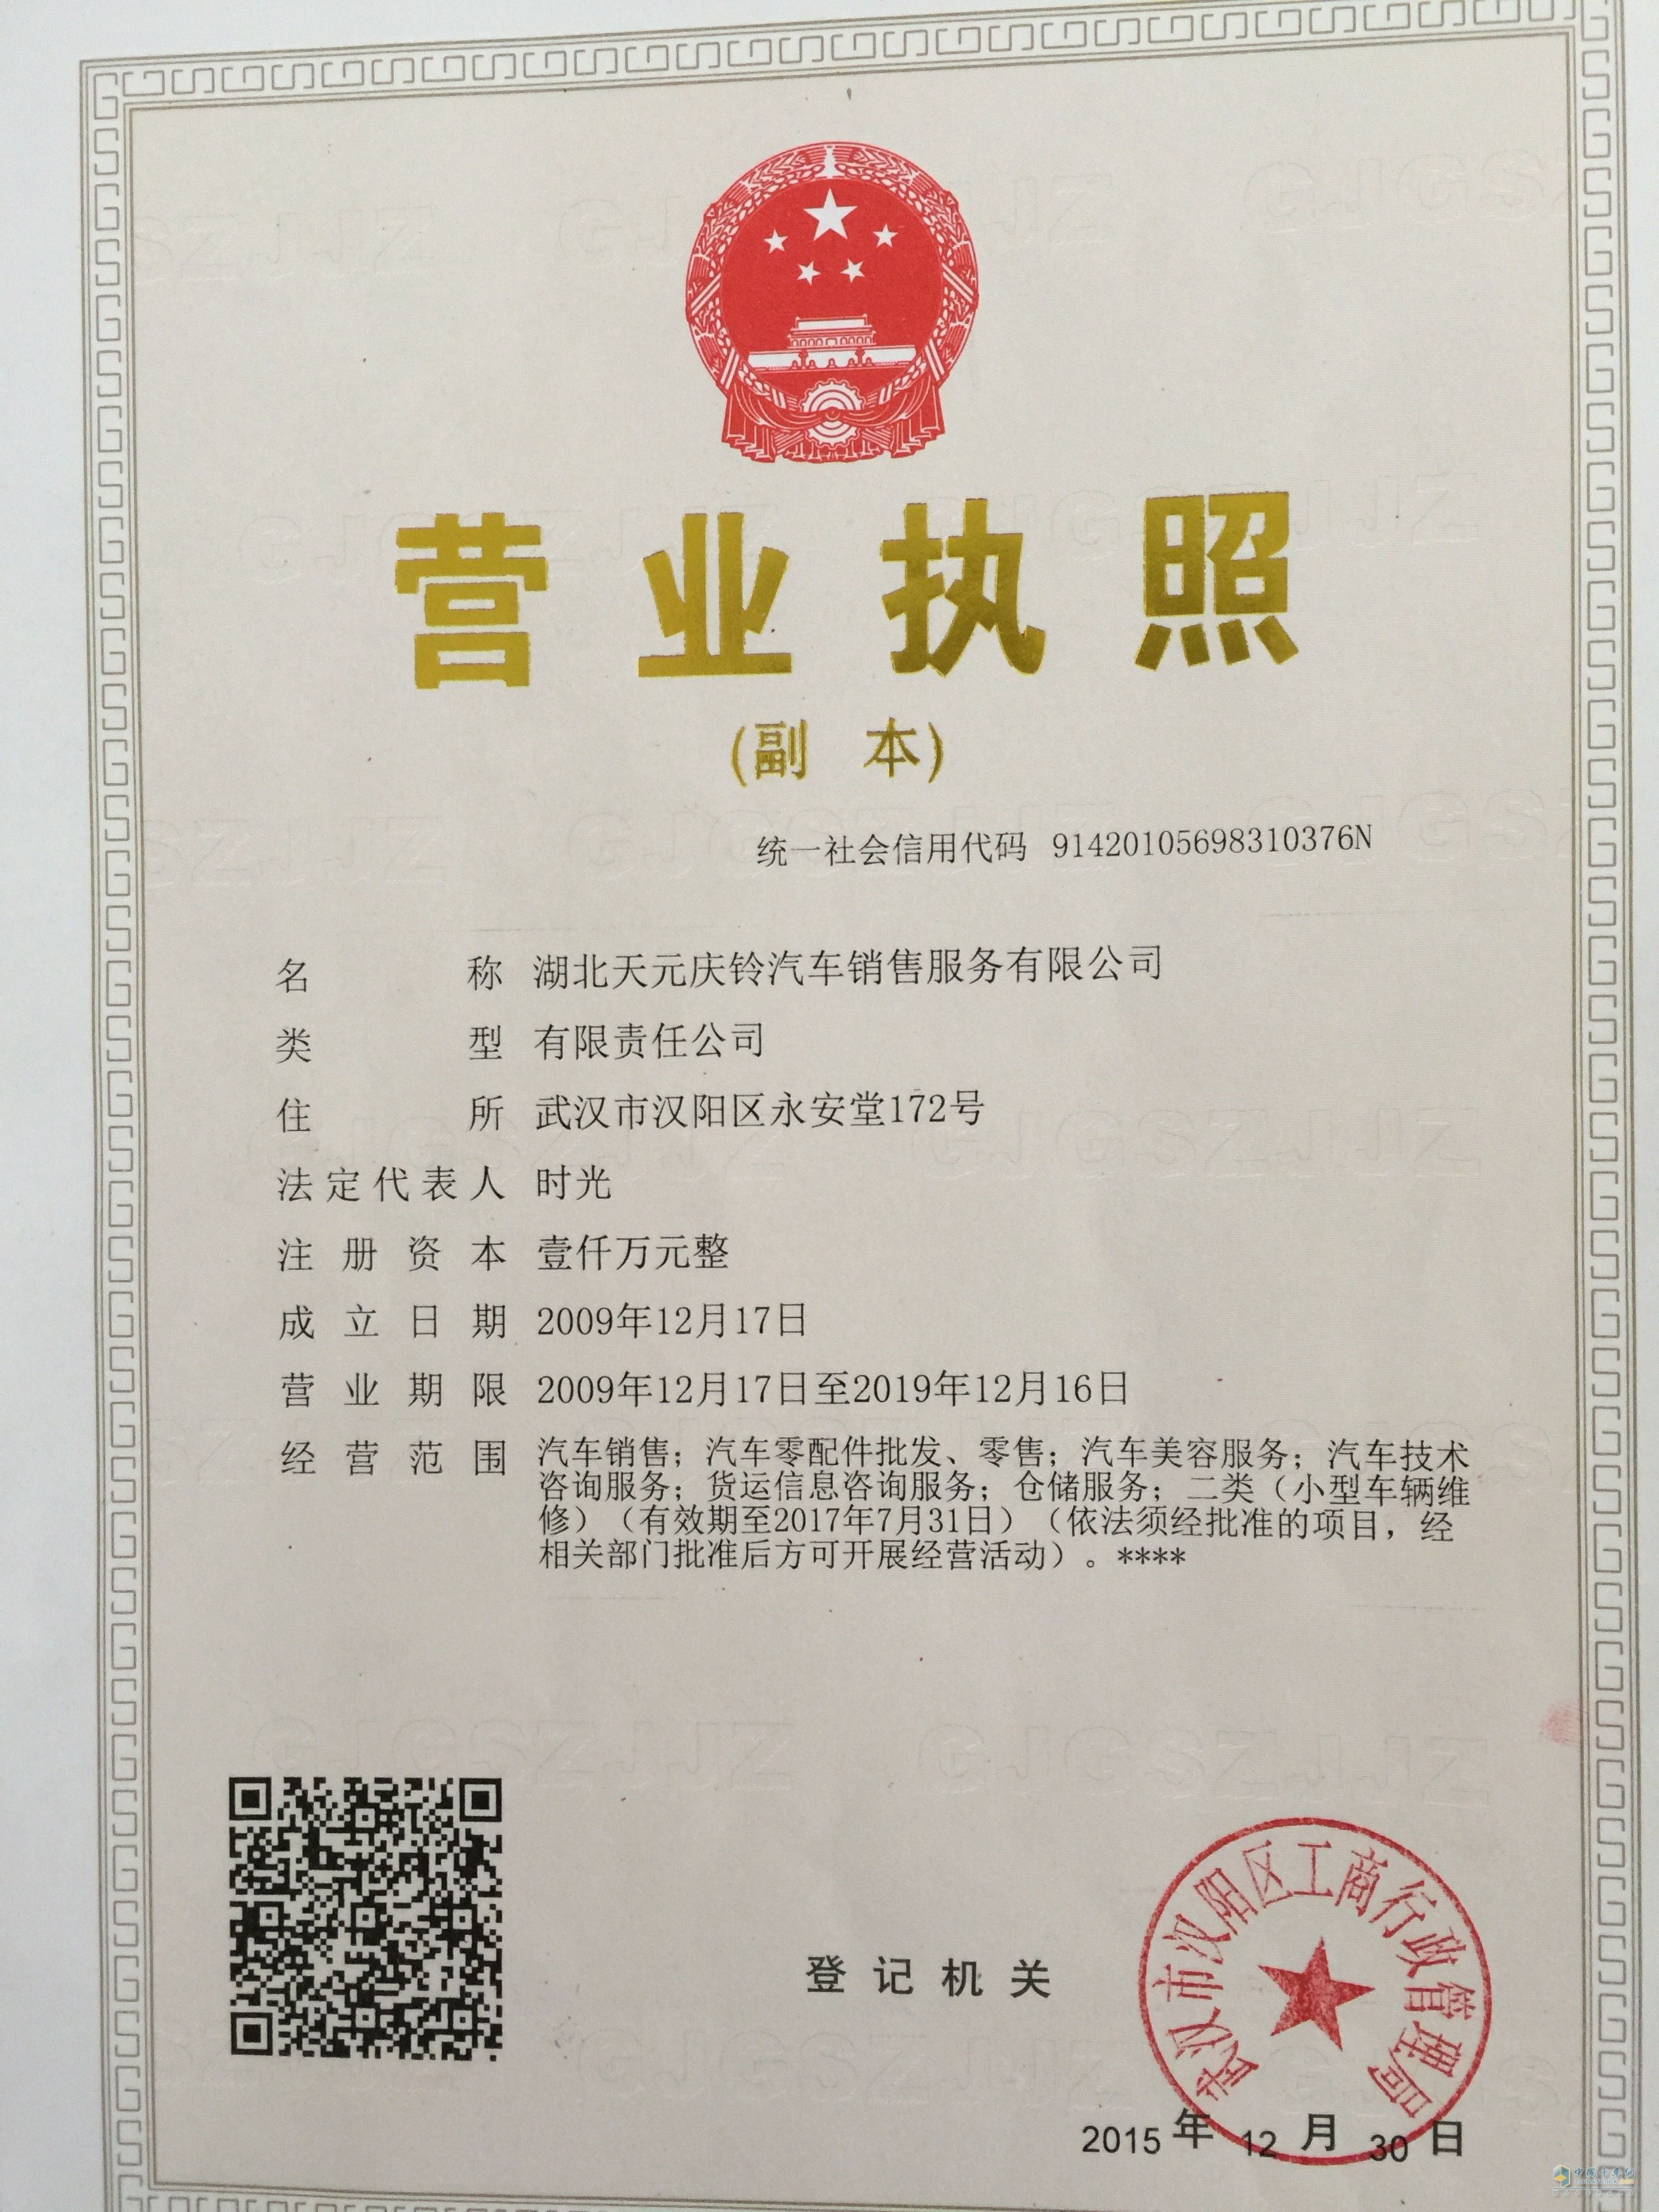 营业执照
(副 本)
统一社会信用代码 91420105698310376N
名 称 湖北天元庆铃汽车销售服务有限公司
类 型 有限责任公司
住 所 武汉市汉阳区永安堂172号
法定代表人 时光
注册资本 壹仟万元整
成立日期 2009年12月17日
营业期限 2009年12月17日至2019年12月16日
经营范围 汽车销售；汽车零配件批发、零售；汽车美容服务；汽车技术
咨询服务；货运信息咨询服务；仓储服务；二类（小型车辆维
修）（有效期至2017年7月31日）（依法须经批准的项目，经
相关部门批准后方可开展经营活动）。****
登记机关
武汉市汉阳区工商行政管理局
2015 年 12 月 30 日